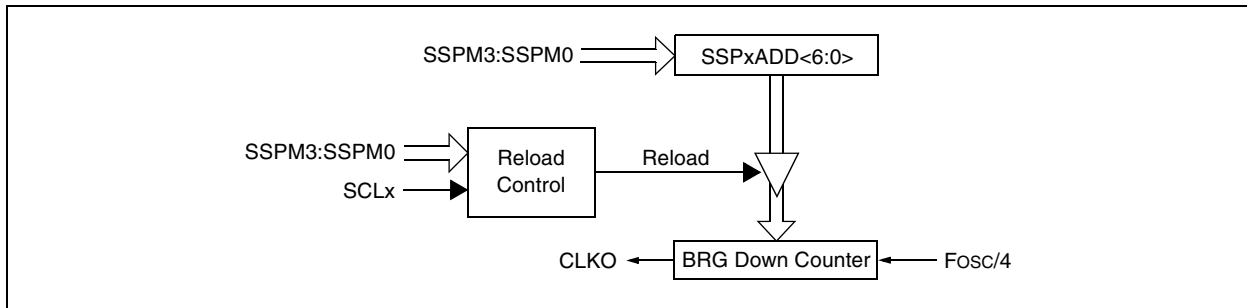 SSPM3:SSPM0
SSPxADD<6:0>
SSPM3:SSPM0
SCLx
Reload
Control
Reload
CLKO
BRG Down Counter
FOSC/4